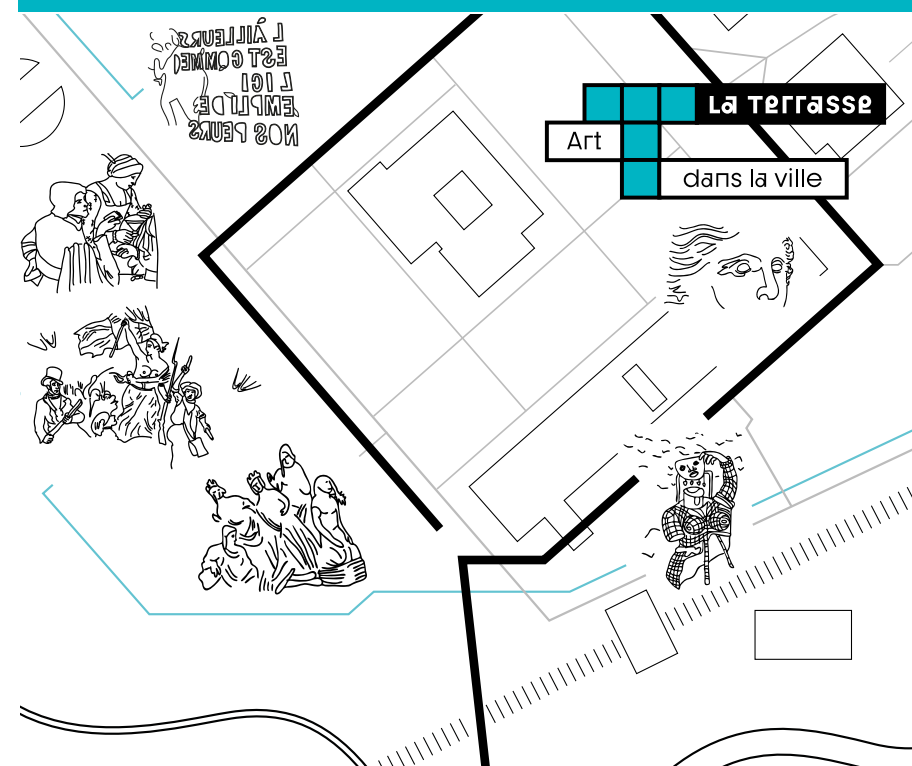 L'AILLEURS
EST COMME
L'ICI
EMPLI DE
NOS PEURS
La Terrasse
Art
dans la ville